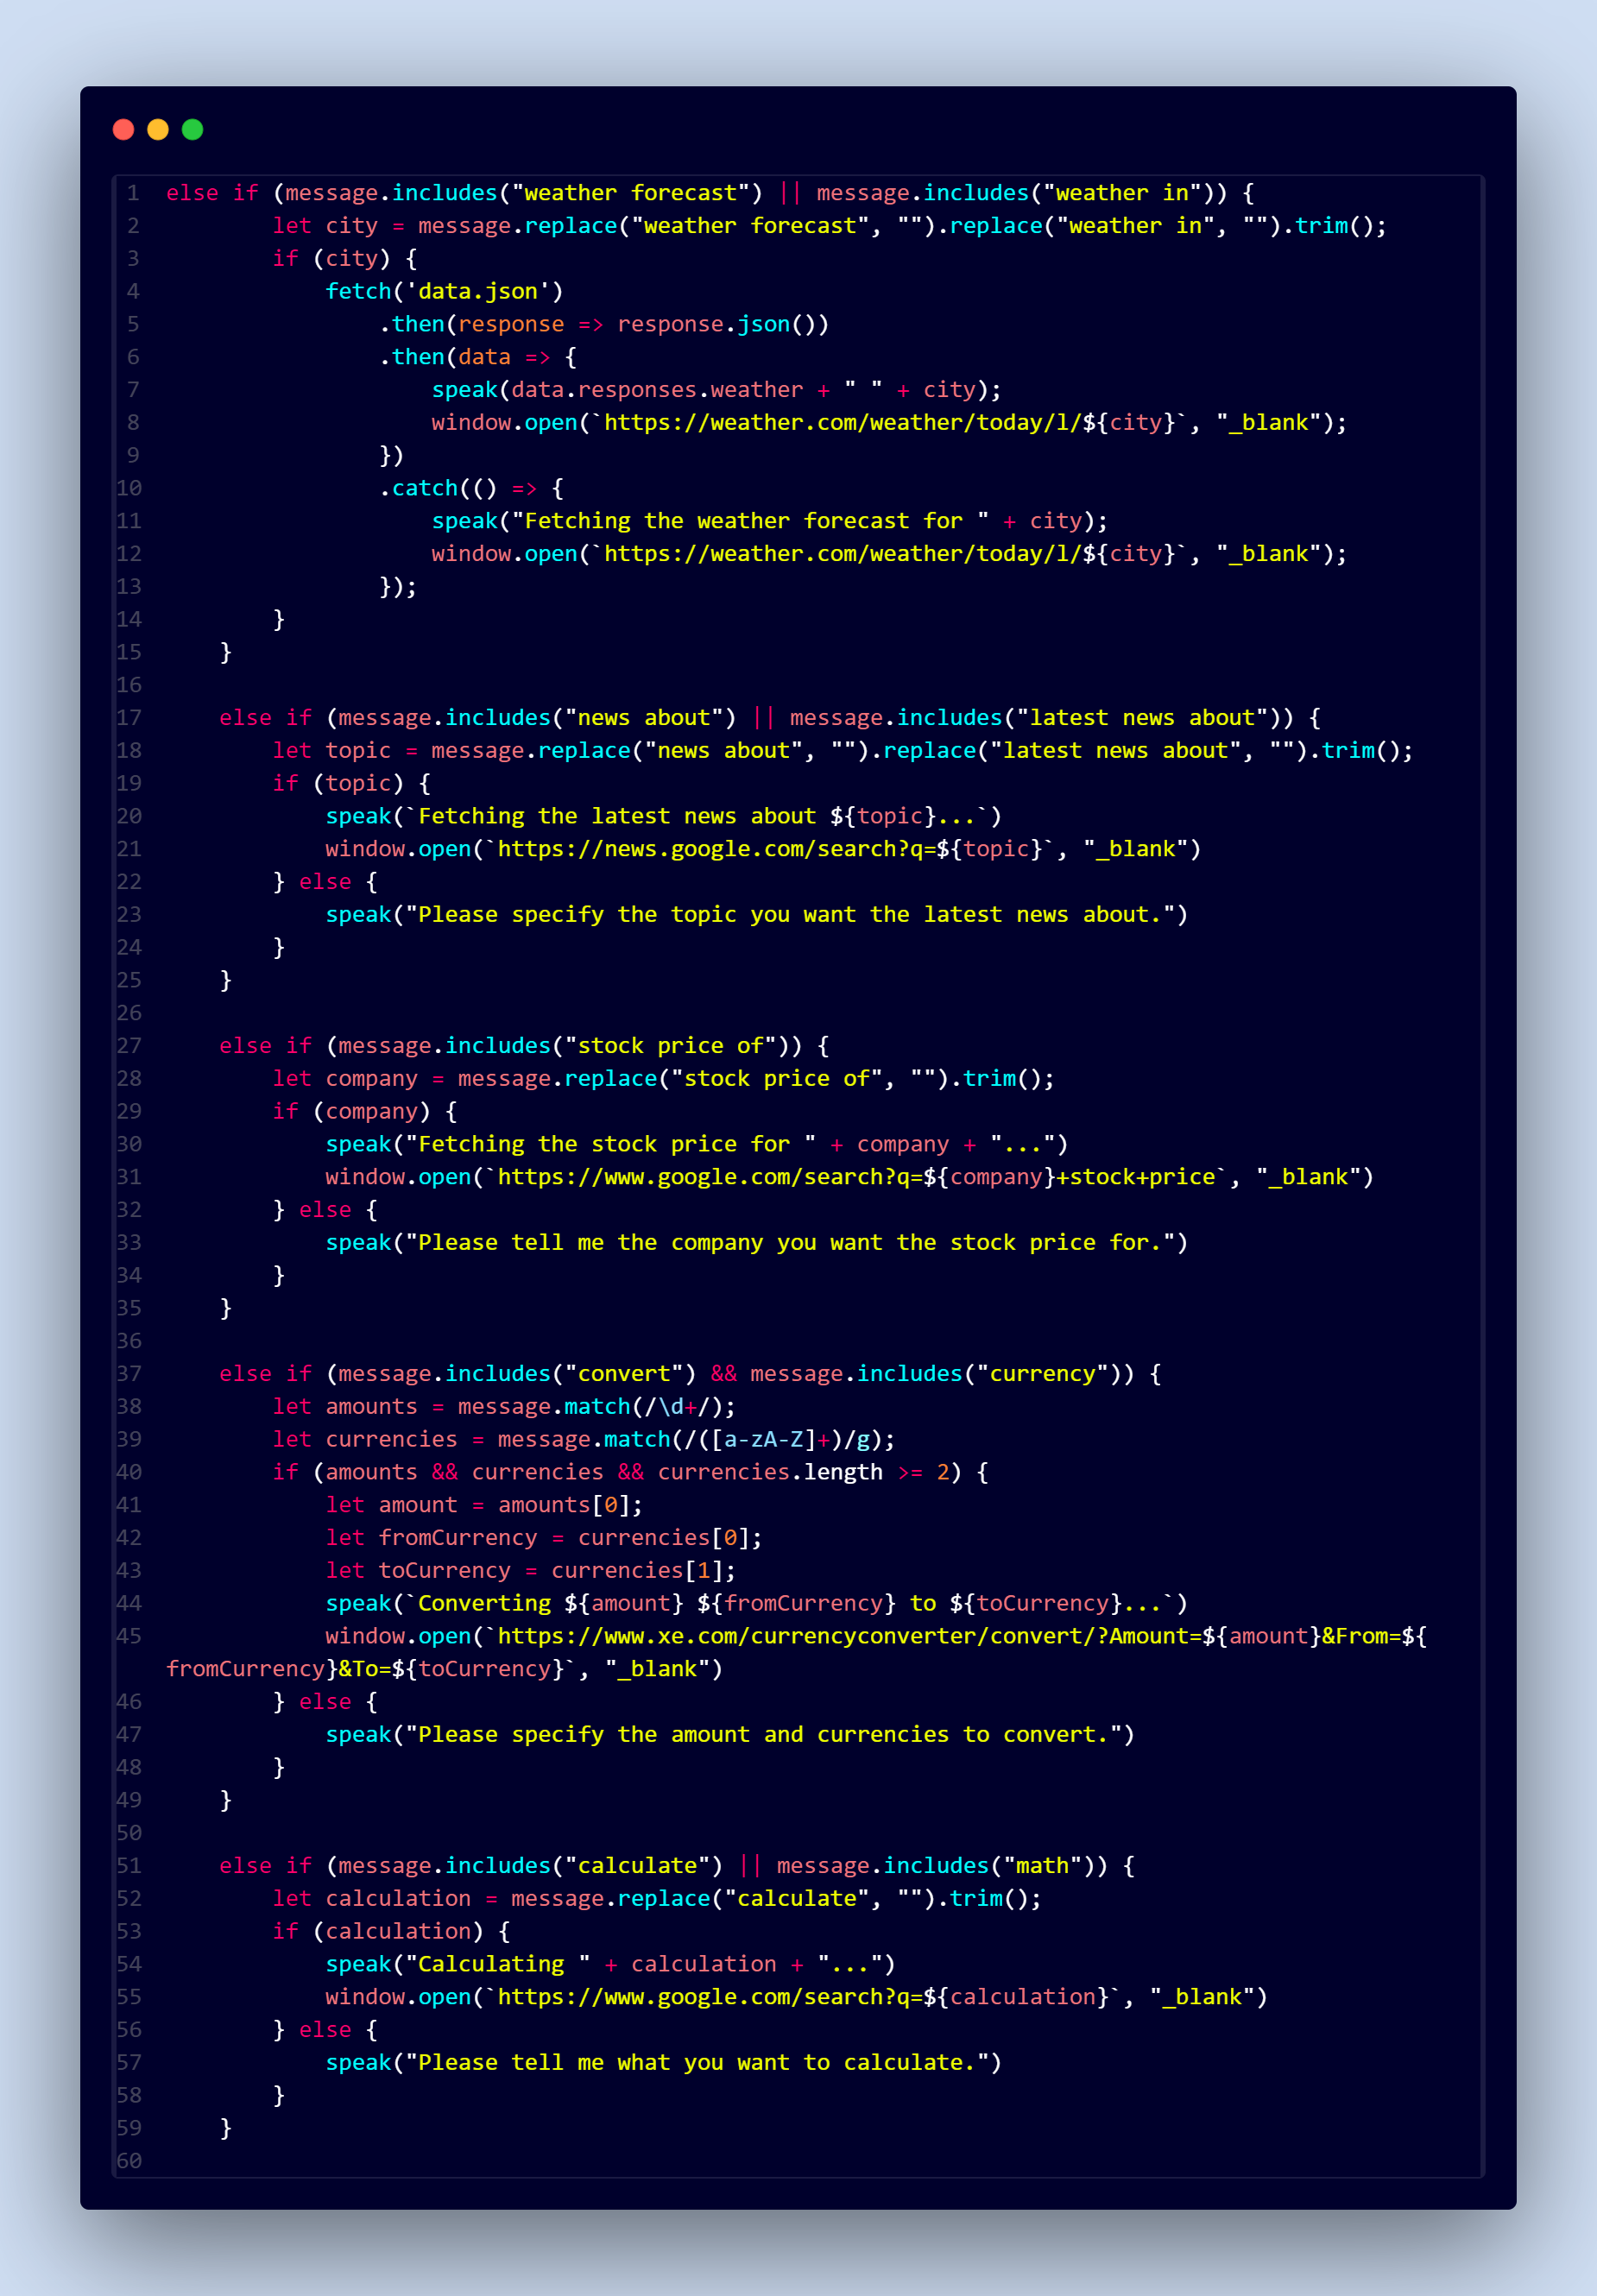 1 else if (message.includes("weather forecast") || message.includes("weather in")) {
2         let city = message.replace("weather forecast", "").replace("weather in", "").trim();
3         if (city) {
4             fetch('data.json')
5                 .then(response => response.json())
6                 .then(data => {
7                     speak(data.responses.weather + " " + city);
8                     window.open(`https://weather.com/weather/today/l/${city}`, "_blank");
9                 })
10                 .catch(() => {
11                     speak("Fetching the weather forecast for " + city);
12                     window.open(`https://weather.com/weather/today/l/${city}`, "_blank");
13                 });
14         }
15     }
16
17     else if (message.includes("news about") || message.includes("latest news about")) {
18         let topic = message.replace("news about", "").replace("latest news about", "").trim();
19         if (topic) {
20             speak(`Fetching the latest news about ${topic}...`)
21             window.open(`https://news.google.com/search?q=${topic}`, "_blank")
22         } else {
23             speak("Please specify the topic you want the latest news about.")
24         }
25     }
26
27     else if (message.includes("stock price of")) {
28         let company = message.replace("stock price of", "").trim();
29         if (company) {
30             speak("Fetching the stock price for " + company + "...")
31             window.open(`https://www.google.com/search?q=${company}+stock+price`, "_blank")
32         } else {
33             speak("Please tell me the company you want the stock price for.")
34         }
35     }
36
37     else if (message.includes("convert") && message.includes("currency")) {
38         let amounts = message.match(/\d+/);
39         let currencies = message.match(/([a-zA-Z]+)/g);
40         if (amounts && currencies && currencies.length >= 2) {
41             let amount = amounts[0];
42             let fromCurrency = currencies[0];
43             let toCurrency = currencies[1];
44             speak(`Converting ${amount} ${fromCurrency} to ${toCurrency}...`)
45             window.open(`https://www.xe.com/currencyconverter/convert/?Amount=${amount}&From=${
fromCurrency}&To=${toCurrency}`, "_blank")
46         } else {
47             speak("Please specify the amount and currencies to convert.")
48         }
49     }
50
51     else if (message.includes("calculate") || message.includes("math")) {
52         let calculation = message.replace("calculate", "").trim();
53         if (calculation) {
54             speak("Calculating " + calculation + "...")
55             window.open(`https://www.google.com/search?q=${calculation}`, "_blank")
56         } else {
57             speak("Please tell me what you want to calculate.")
58         }
59     }
60